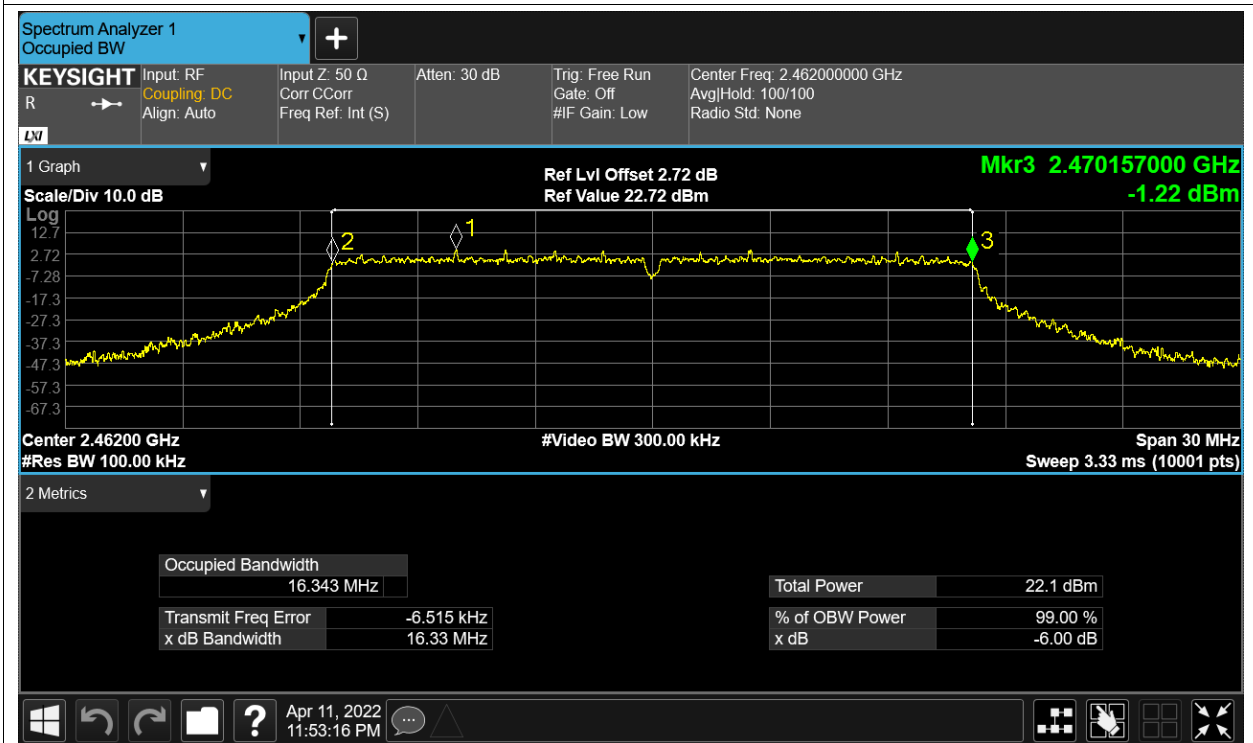 Spectrum Analyzer 1
Occupied BW
KEYSIGHT
R
LXI
Input: RF
Coupling: DC
Align: Auto
Input Z: 50 Ω
Corr CCorr
Freq Ref: Int (S)
Atten: 30 dB
Trig: Free Run
Gate: Off
#IF Gain: Low
Center Freq: 2.462000000 GHz
Avg|Hold: 100/100
Radio Std: None
1 Graph
Scale/Div 10.0 dB
Ref Lvl Offset 2.72 dB
Ref Value 22.72 dBm
Mkr3 2.470157000 GHz
-1.22 dBm
Log
12.7
2.72
-7.28
-17.3
-27.3
-37.3
-47.3
-57.3
-67.3
2
1
3
Center 2.46200 GHz
#Res BW 100.00 kHz
#Video BW 300.00 kHz
Span 30 MHz
Sweep 3.33 ms (10001 pts)
2 Metrics
Occupied Bandwidth
16.343 MHz
Transmit Freq Error -6.515 kHz
x dB Bandwidth 16.33 MHz
Total Power 22.1 dBm
% of OBW Power 99.00 %
x dB -6.00 dB
?
Apr 11, 2022
11:53:16 PM